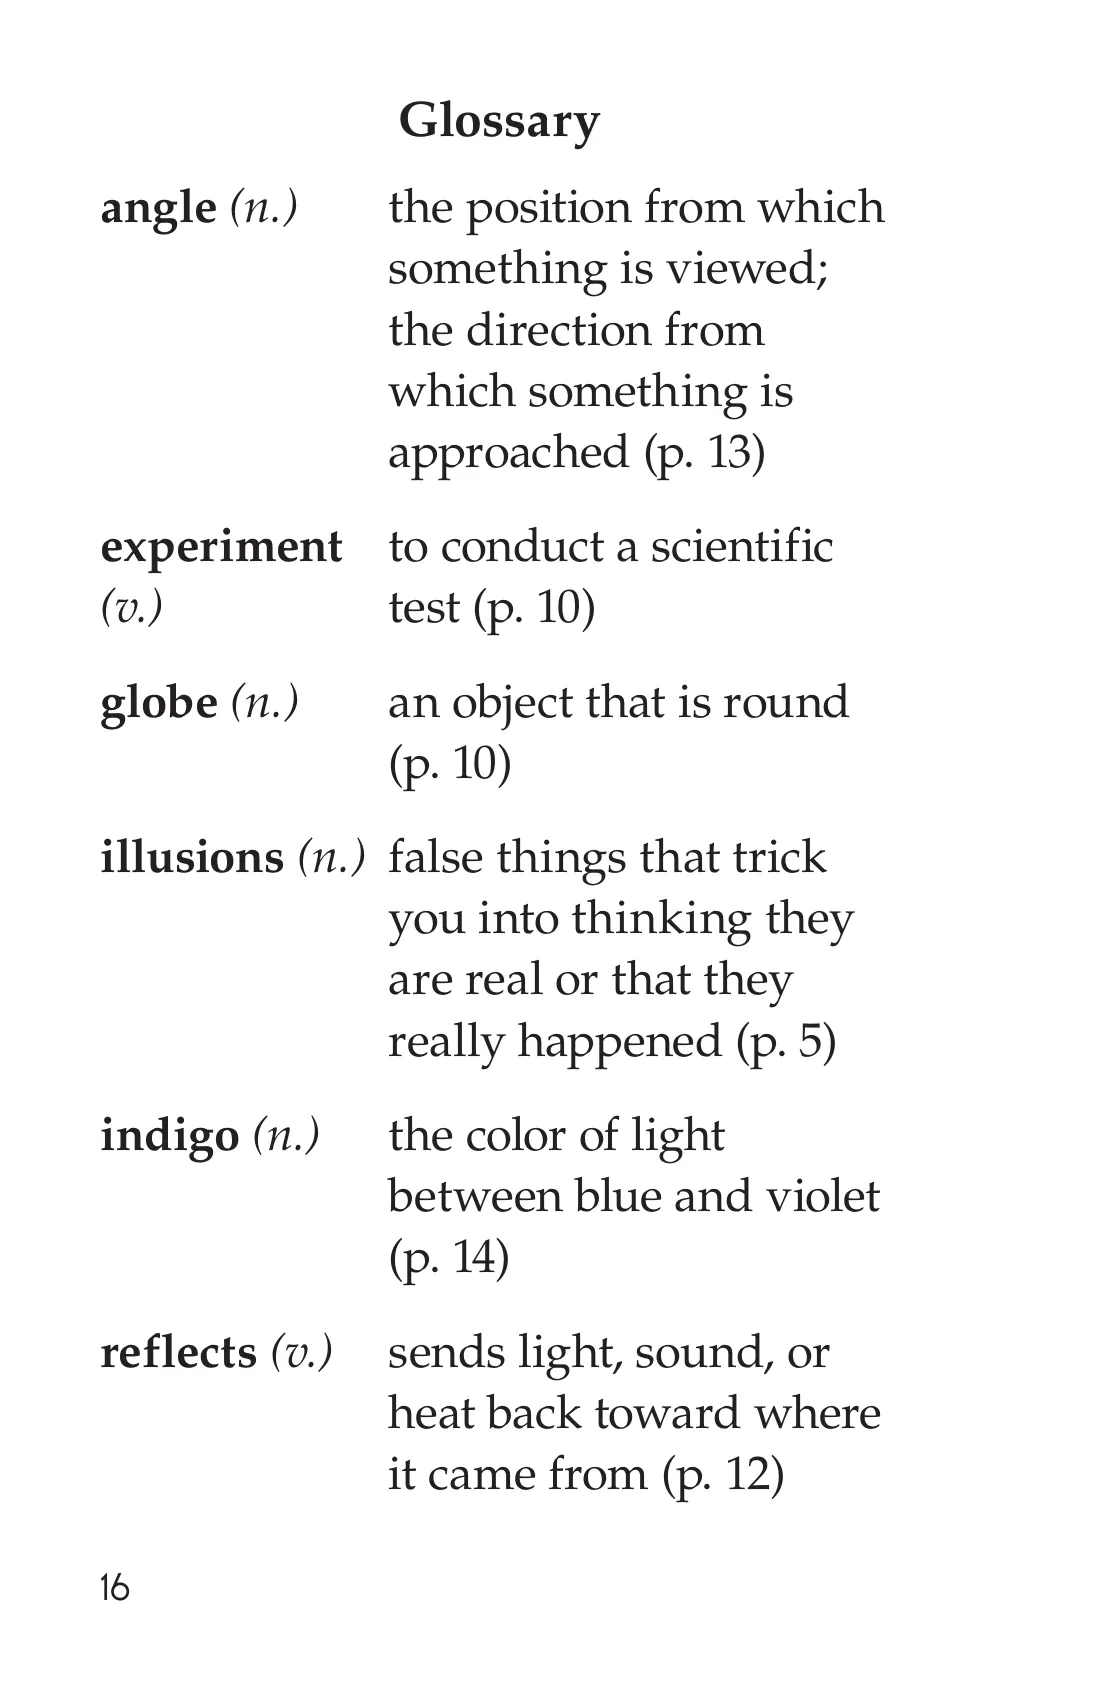 Glossary
angle (n.) the position from which
something is viewed;
the direction from
which something is
approached (p. 13)
experiment to conduct a scientific
(v.) test (p. 10)
globe (n.) an object that is round
(p. 10)
illusions (n.) false things that trick
you into thinking they
are real or that they
really happened (p. 5)
indigo (n.) the color of light
between blue and violet
(p. 14)
reflects (v.) sends light, sound, or
heat back toward where
it came from (p. 12)
16